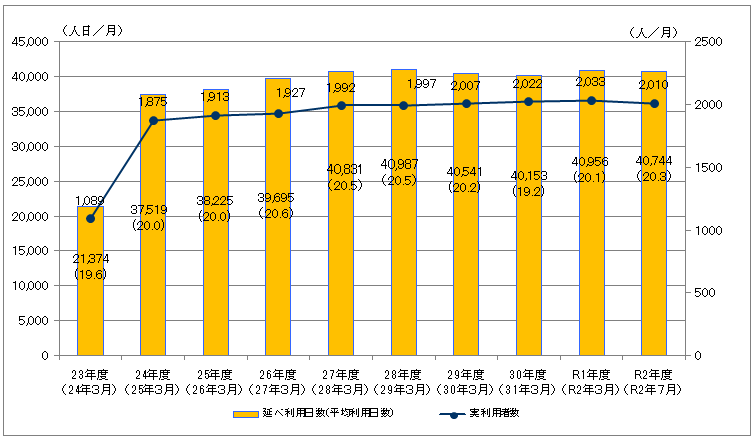 (人日／月)
(人／月)
45,000
40,000
35,000
30,000
25,000
20,000
15,000
10,000
5,000
0
2500
2000
1500
1000
500
0
1,089
1,875
1,913
1,927
1,992
1,997
2,007
2,022
2,033
2,010
21,374
(19.6)
37,519
(20.0)
38,225
(20.0)
39,695
(20.6)
40,831
(20.5)
40,987
(20.5)
40,541
(20.2)
40,153
(19.2)
40,956
(20.1)
40,744
(20.3)
23年度
(24年3月)
24年度
(25年3月)
25年度
(26年3月)
26年度
(27年3月)
27年度
(28年3月)
28年度
(29年3月)
29年度
(30年3月)
30年度
(31年3月)
R1年度
(R2年3月)
R2年度
(R2年7月)
延べ利用日数(平均利用日数)
実利用者数